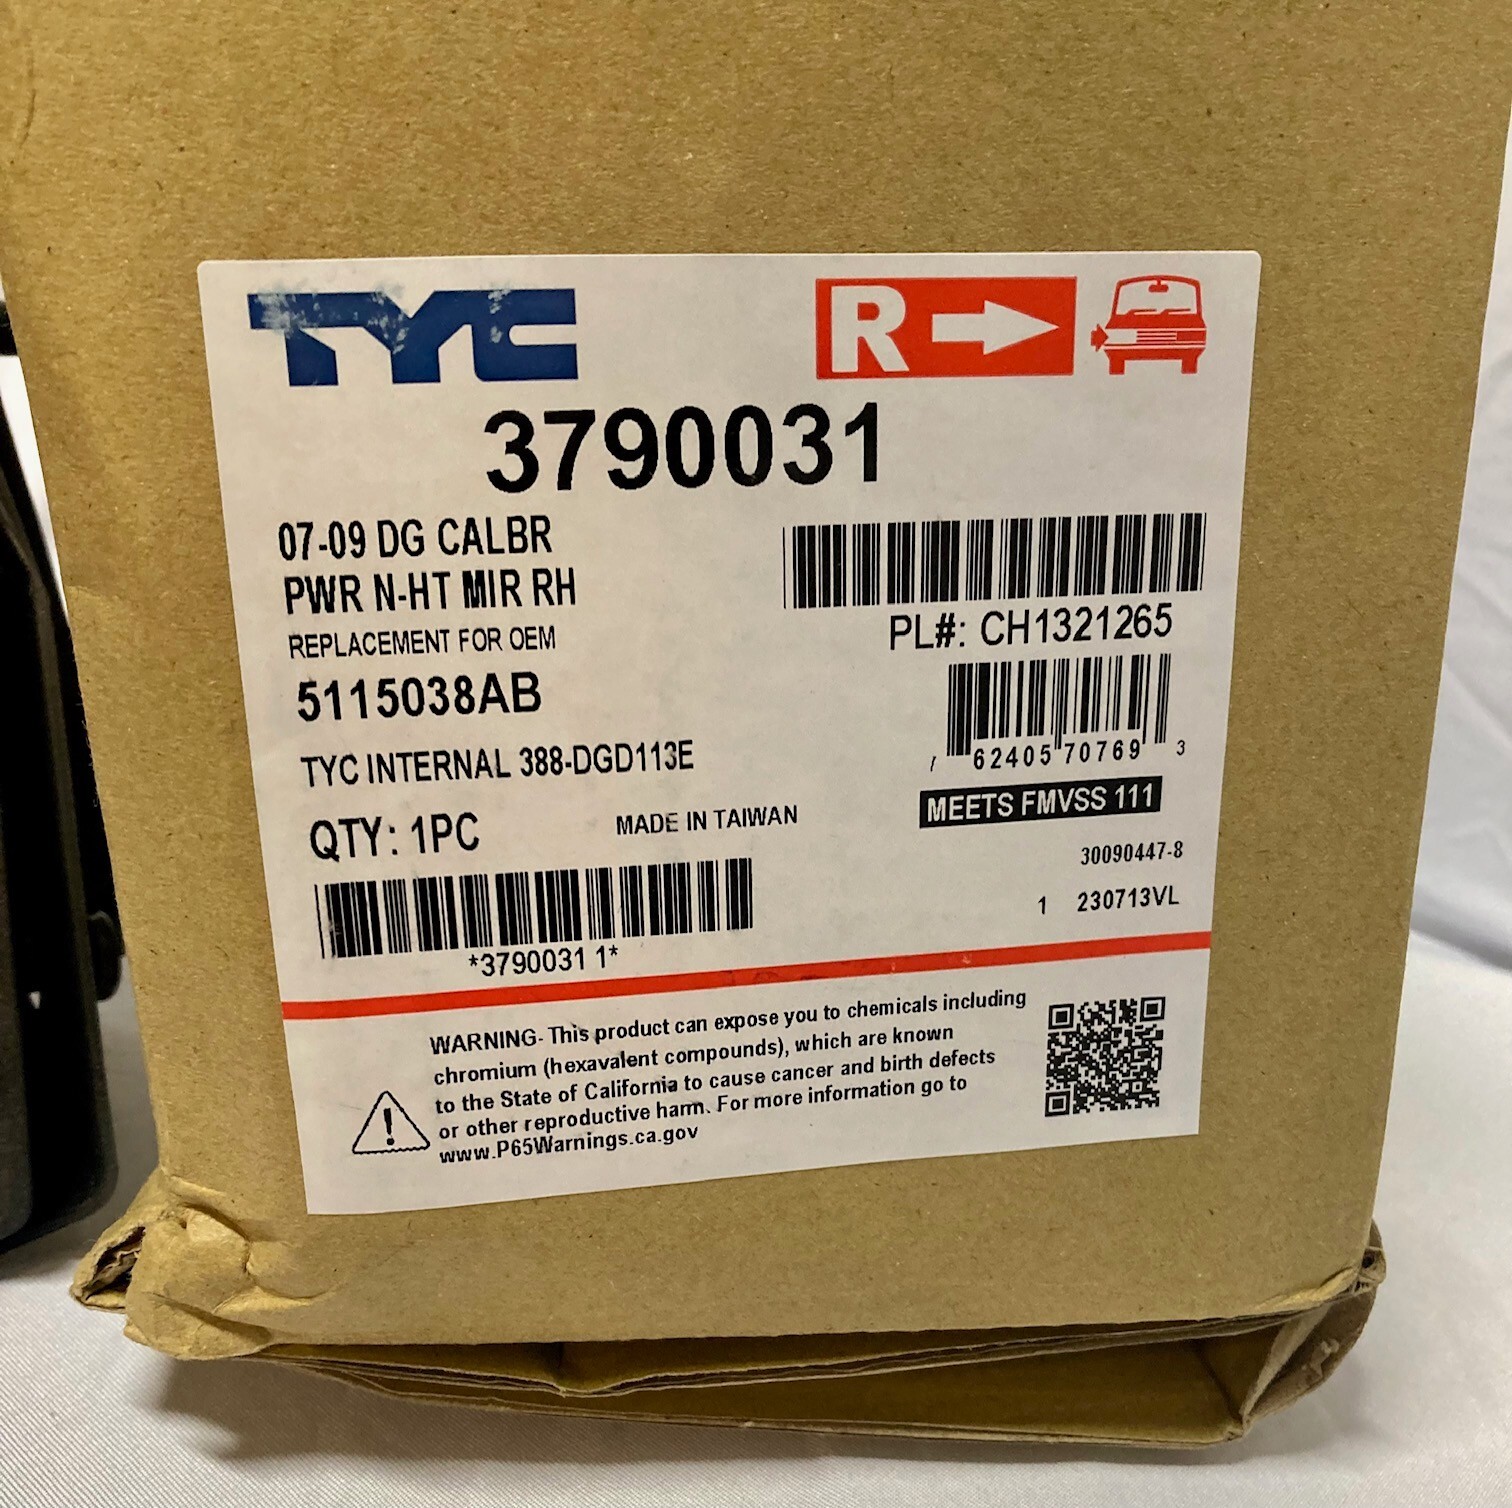 TYC
R
3790031
07-09 DG CALBR
PWR N-HT MIR RH
REPLACEMENT FOR OEM
5115038AB
TYC INTERNAL 388-DGD113E
QTY: 1PC
MADE IN TAIWAN
*3790031 1*
PL#: CH1321265
7 62405 70769 3
MEETS FMVSS 111
30090447-8
1 230713VL
WARNING- This product can expose you to chemicals including
chromium (hexavalent compounds), which are known
to the State of California to cause cancer and birth defects
or other reproductive harm. For more information go to
www.P65Warnings.ca.gov